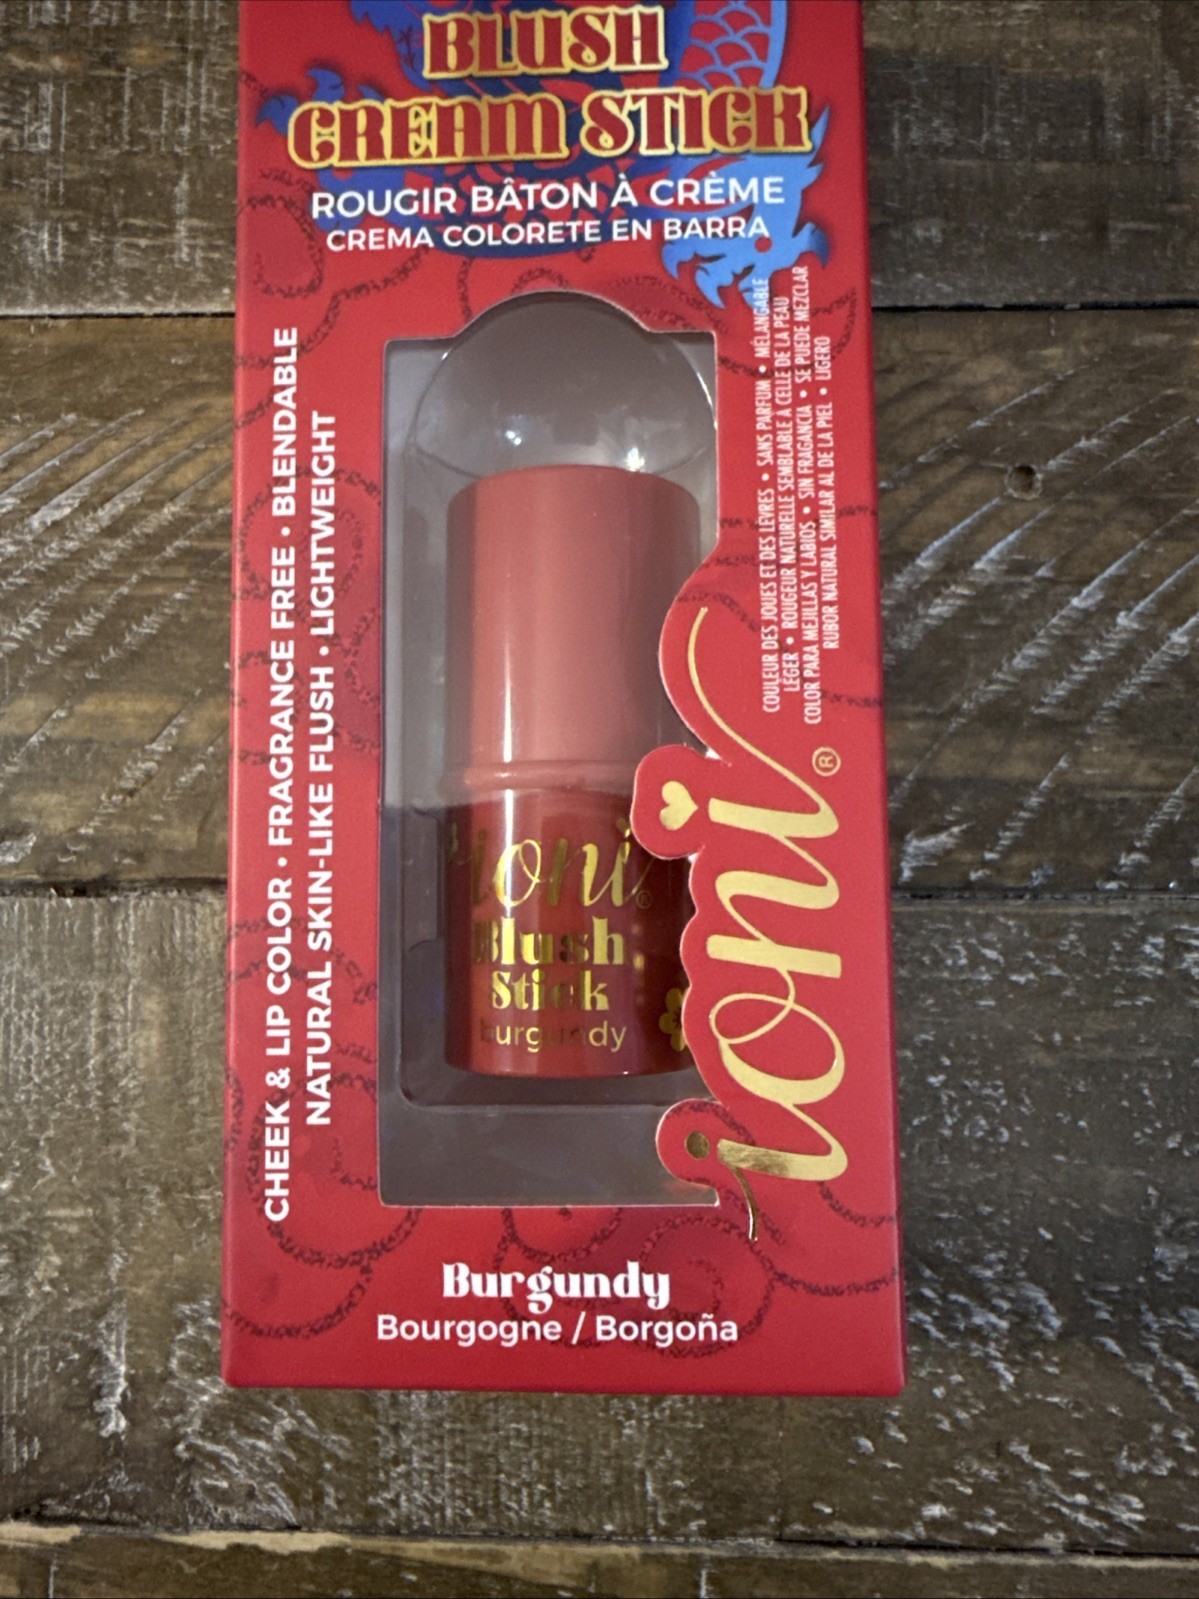 BLUSH
CREAM STICK
ROUGIR BÂTON À CRÈME
CREMA COLORETE EN BARRA
CHEEK & LIP COLOR • FRAGRANCE FREE • BLENDABLE
NATURAL SKIN-LIKE FLUSH • LIGHTWEIGHT
COULEUR DES JOUES ET DES LÈVRES • SANS PARFUM • MÉLANGABLE
LÉGER • ROUGEUR NATURELLE SEMBLABLE À CELLE DE LA PEAU
COLOR PARA MEJILLAS Y LABIOS • SIN FRAGANCIA • SE PUEDE MEZCLAR
RUBOR NATURAL SIMILAR AL DE LA PIEL • LIGERO
ioni®
Blush
Stick
burgundy
ioni®
Burgundy
Bourgogne / Borgoña